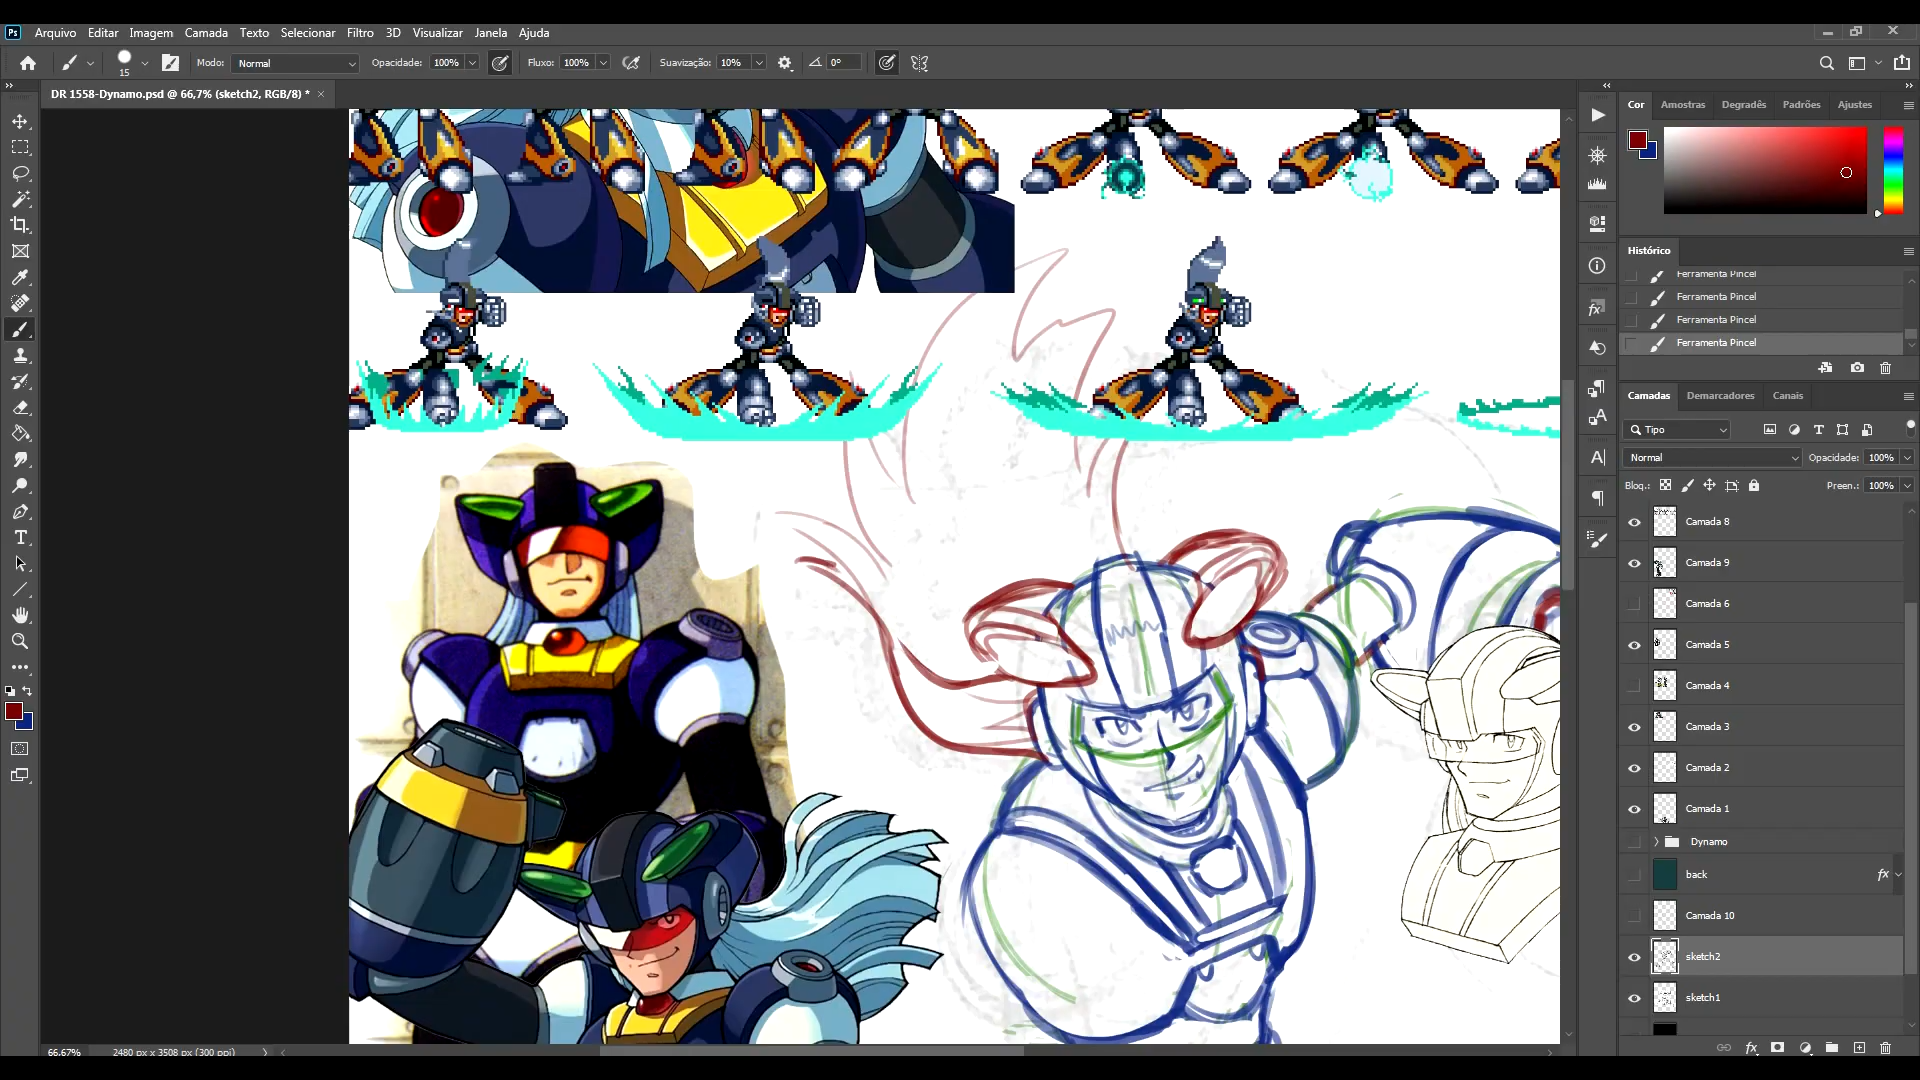 Ps Arquivo Editar Imagem Camada Texto Selecionar Filtro 3D Visualizar Janela Ajuda
15 Modo: Normal Opacidade: 100% Fluxo: 100% Suavização: 10% 0°
DR 1558-Dynamo.psd @ 66,7% (sketch2, RGB/8) * ×
Cor Amostras Degradês Padrões Ajustes
Histórico
Ferramenta Pincel
Ferramenta Pincel
Ferramenta Pincel
Ferramenta Pincel
Camadas Demarcadores Canais
Tipo
Normal Opacidade: 100%
Bloq.: Preen.: 100%
Camada 8
Camada 9
Camada 6
Camada 5
Camada 4
Camada 3
Camada 2
Camada 1
Dynamo
back fx
Camada 10
sketch2
sketch1
66,67% 2480 px x 3508 px (300 ppi)